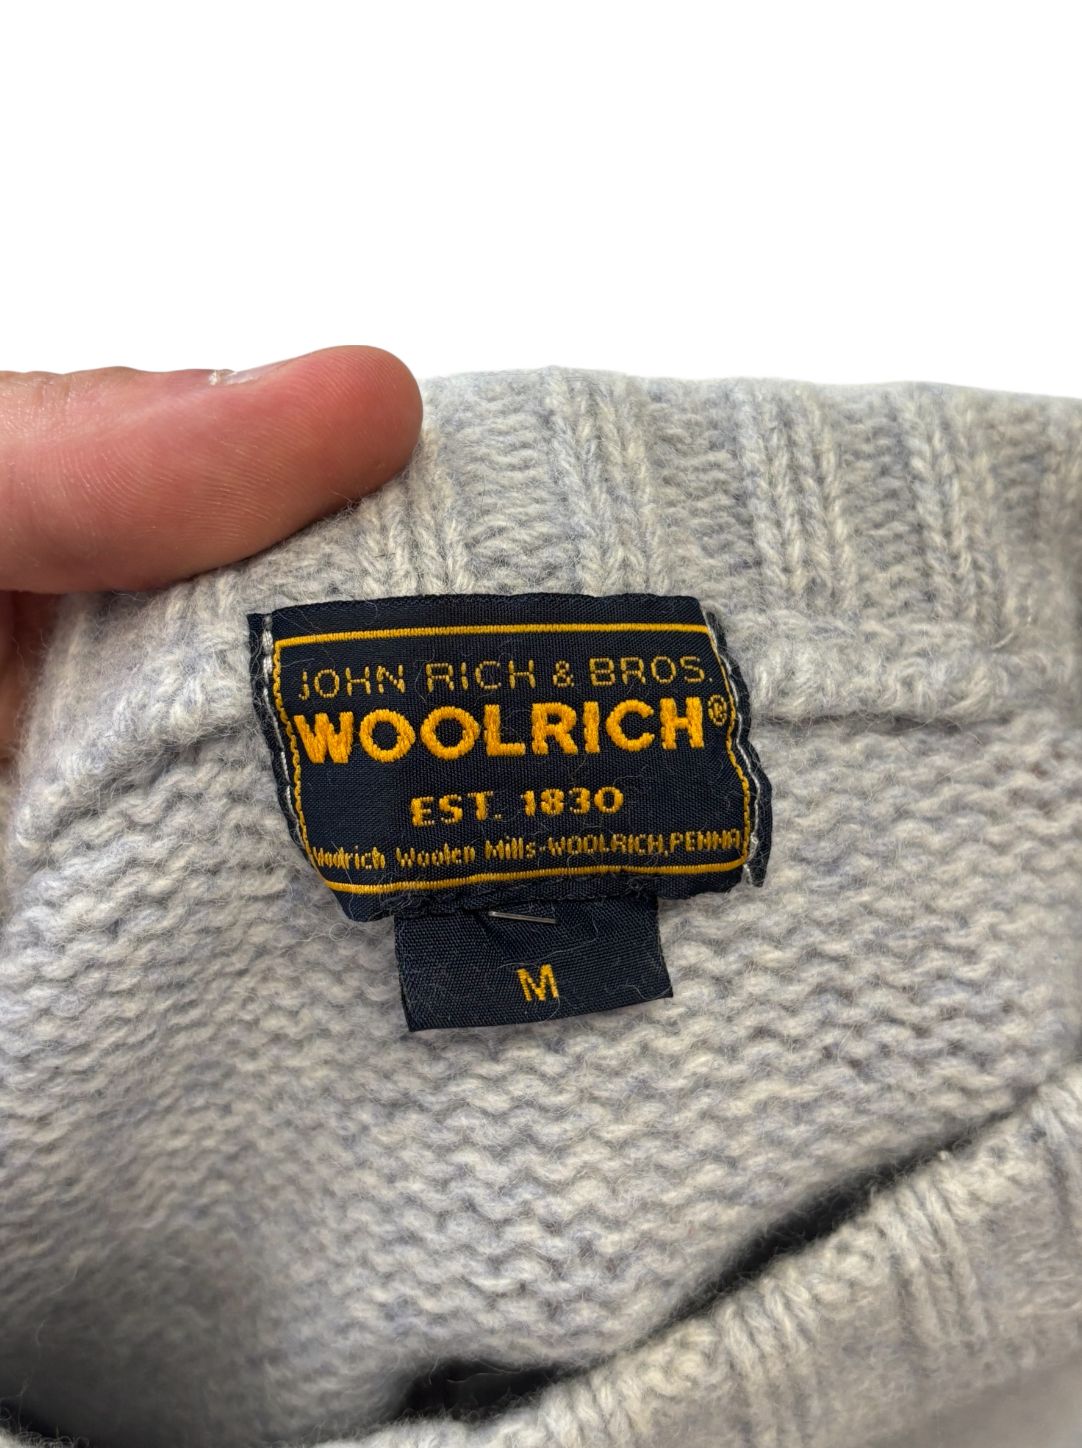 JOHN RICH & BROS.
WOOLRICH®
EST. 1830
Woolrich Woolen Mills-WOOLRICH,PENNA
M